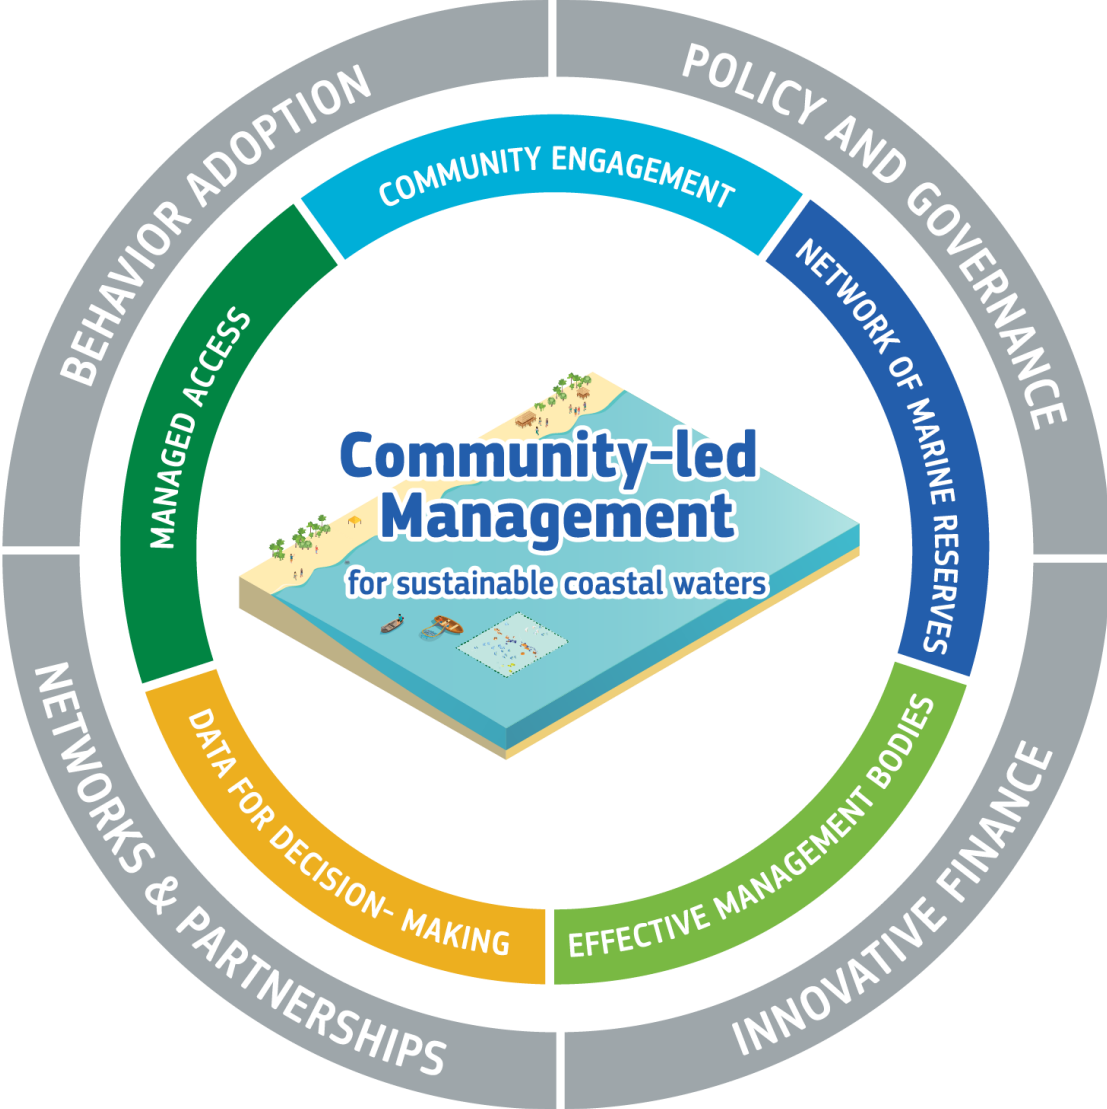 BEHAVIOR ADOPTION
POLICY AND GOVERNANCE
COMMUNITY ENGAGEMENT
MANAGED ACCESS
NETWORK OF MARINE RESERVES
Community-led
Management
for sustainable coastal waters
DATA FOR DECISION- MAKING
EFFECTIVE MANAGEMENT BODIES
NETWORKS & PARTNERSHIPS
INNOVATIVE FINANCE